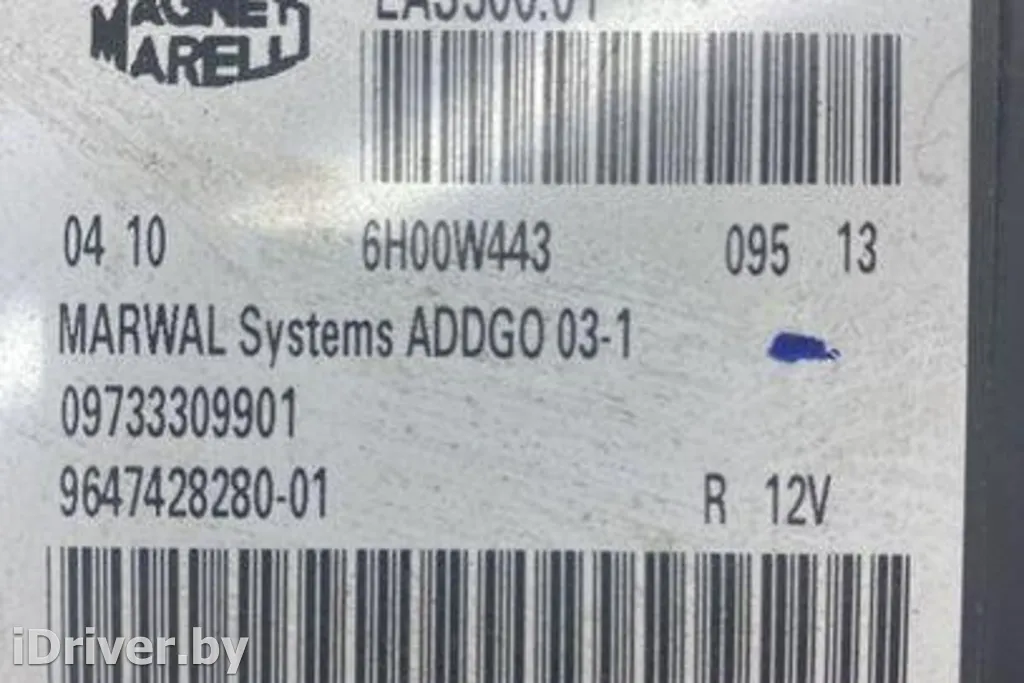 MAGNETI
MARELLI
04 10 6H00W443 095 13
MARWAL Systems ADDGO 03-1
09733309901
9647428280-01 R 12V
iDriver.by